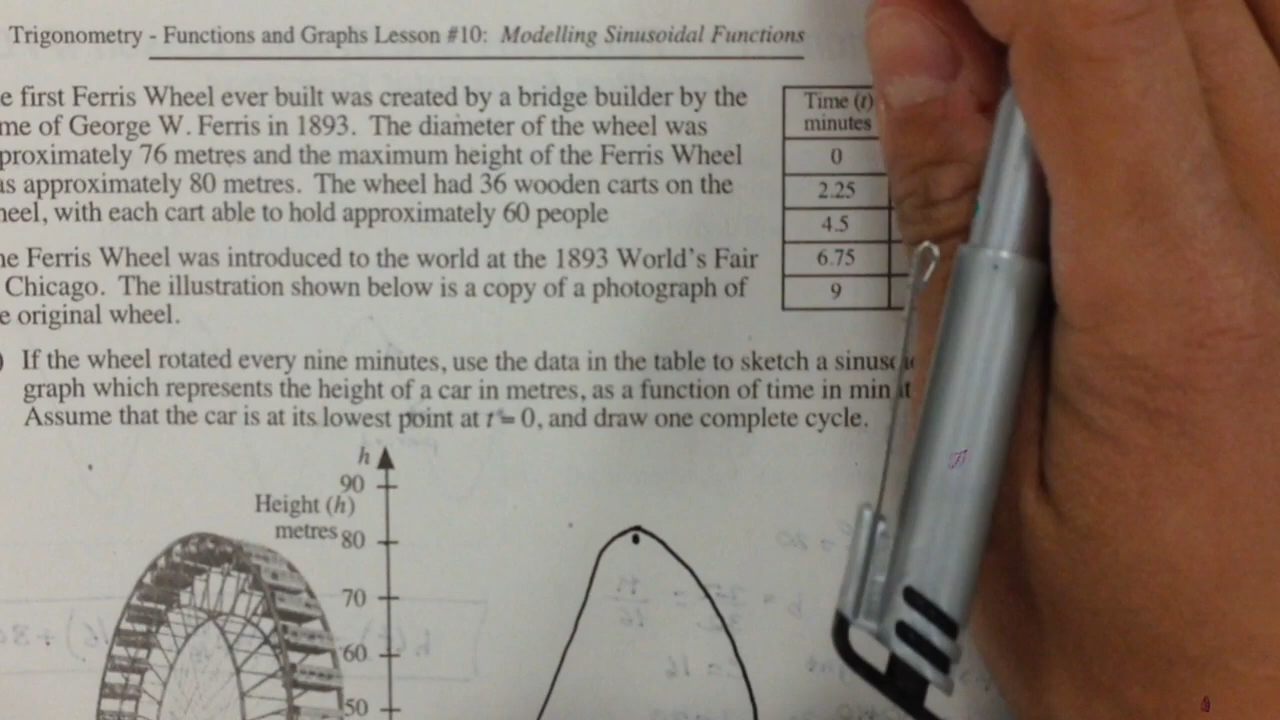 Trigonometry - Functions and Graphs Lesson #10: Modelling Sinusoidal Functions
e first Ferris Wheel ever built was created by a bridge builder by the
me of George W. Ferris in 1893. The diameter of the wheel was
proximately 76 metres and the maximum height of the Ferris Wheel
as approximately 80 metres. The wheel had 36 wooden carts on the
heel, with each cart able to hold approximately 60 people
Time (t)
minutes
0
2.25
4.5
6.75
9
he Ferris Wheel was introduced to the world at the 1893 World's Fair
Chicago. The illustration shown below is a copy of a photograph of
e original wheel.
) If the wheel rotated every nine minutes, use the data in the table to sketch a
graph which represents the height of a car in metres, as a function of time in
Assume that the car is at its lowest point at t = 0, and draw one complete cycle.
h
90
Height (h)
metres 80
70
60
50